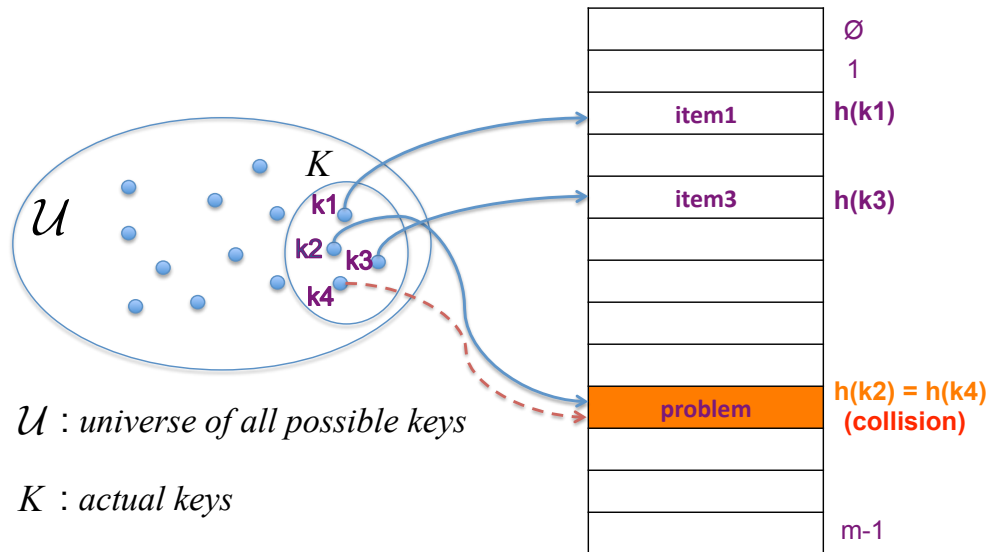 Ø
1
item1 h(k1)
K
𝒰
k1
item3 h(k3)
k2
k3
k4
problem h(k2) = h(k4)
(collision)
𝒰 : universe of all possible keys
K : actual keys
m-1